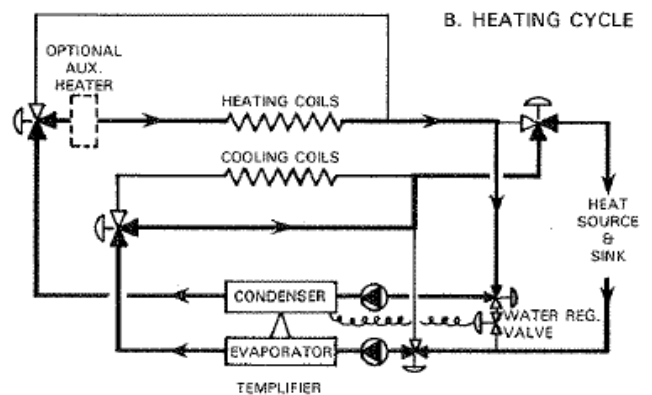 B. HEATING CYCLE
OPTIONAL
AUX.
HEATER
HEATING COILS
COOLING COILS
HEAT
SOURCE
&
SINK
CONDENSER
WATER REG.
VALVE
EVAPORATOR
TEMPLIFIER